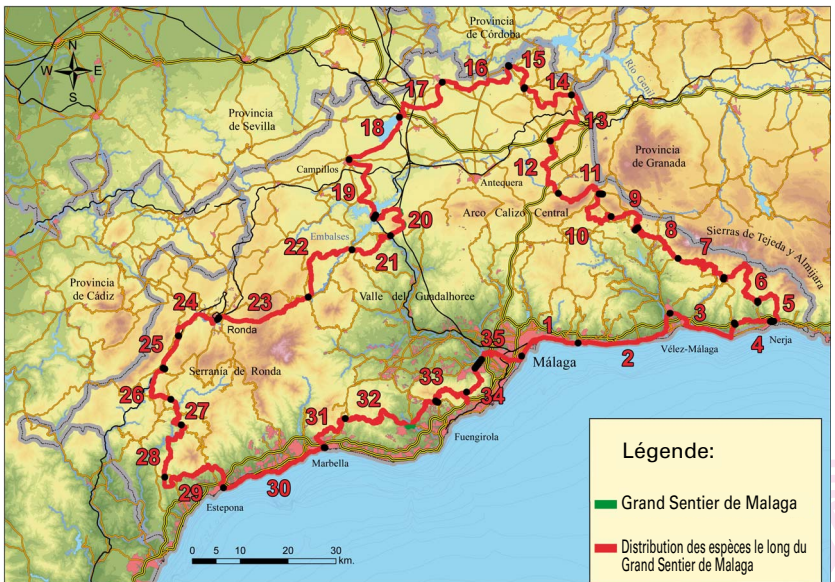 Provincia
de Córdoba
N
W E
S
15
16
14
17
Río Genil
Provincia
de Sevilla
18
13
Provincia
de Granada
Campillos
12
Antequera
11
19
Arco Calizo Central
9
20
10
8
Sierras de Tejeda y Almijara
Embalses
22
21
7
Provincia
de Cádiz
6
Valle del Guadalhorce
24
23
5
Ronda
35
1
3
4
Nerja
25
Málaga
2
Vélez-Málaga
Serranía de Ronda
26
33
34
27
32
31
Fuengirola
Marbella
28
29
30
Estepona
0 5 10 20 30
km.
Légende:
Grand Sentier de Malaga
Distribution des espèces le long du
Grand Sentier de Malaga